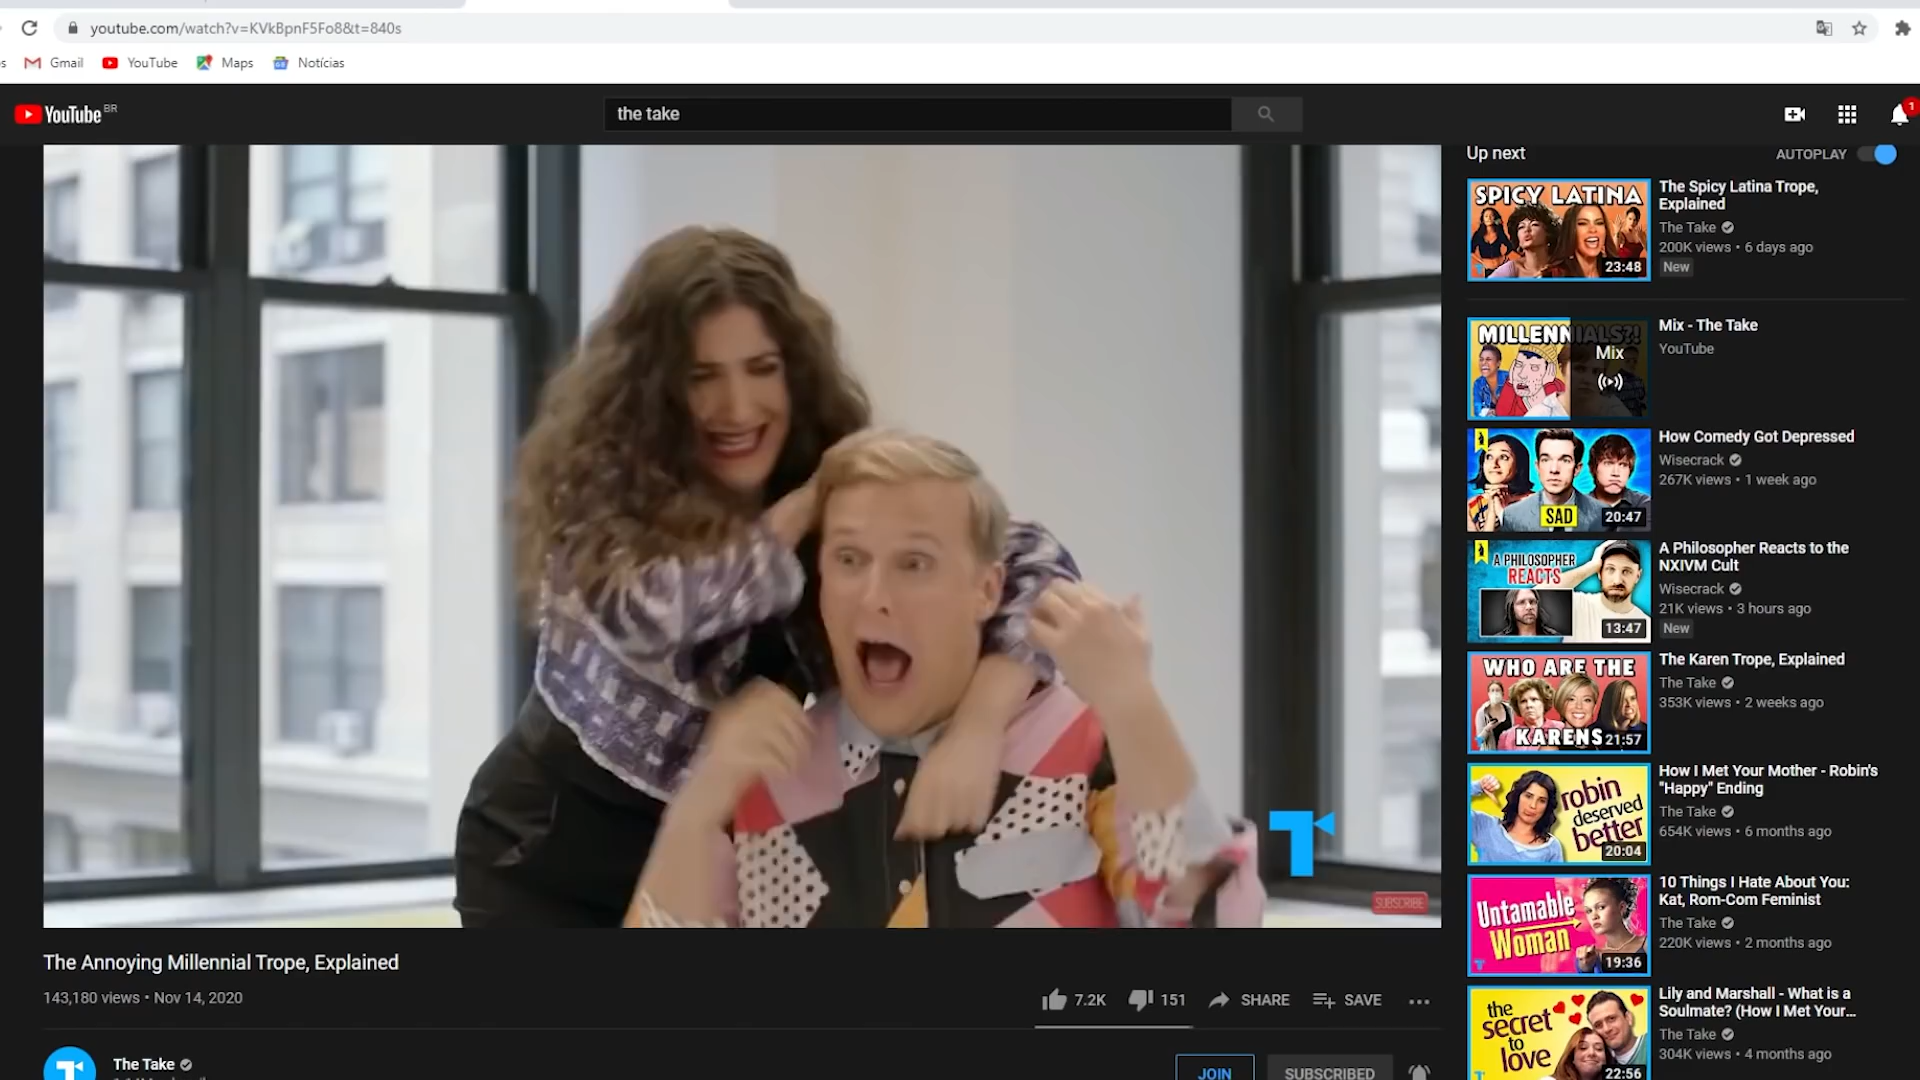 youtube.com/watch?v=KVkBpnF5Fo8&t=840s
Gmail YouTube Maps Notícias
YouTube BR
the take
1
SUBSCRIBE
The Annoying Millennial Trope, Explained
143,180 views • Nov 14, 2020
7.2K 151 SHARE SAVE
The Take
JOIN SUBSCRIBED
Up next AUTOPLAY
SPICY LATINA
23:48
The Spicy Latina Trope,
Explained
The Take
200K views • 6 days ago
New
MILLENNIALS?!
Mix
Mix - The Take
YouTube
SAD
20:47
How Comedy Got Depressed
Wisecrack
267K views • 1 week ago
A PHILOSOPHER
REACTS
13:47
A Philosopher Reacts to the
NXIVM Cult
Wisecrack
21K views • 3 hours ago
New
WHO ARE THE
KARENS
21:57
The Karen Trope, Explained
The Take
353K views • 2 weeks ago
robin
deserved
better
20:04
How I Met Your Mother - Robin's
"Happy" Ending
The Take
654K views • 6 months ago
Untamable
Woman
19:36
10 Things I Hate About You:
Kat, Rom-Com Feminist
The Take
220K views • 2 months ago
the
secret
to
love
22:56
Lily and Marshall - What is a
Soulmate? (How I Met Your...
The Take
304K views • 4 months ago